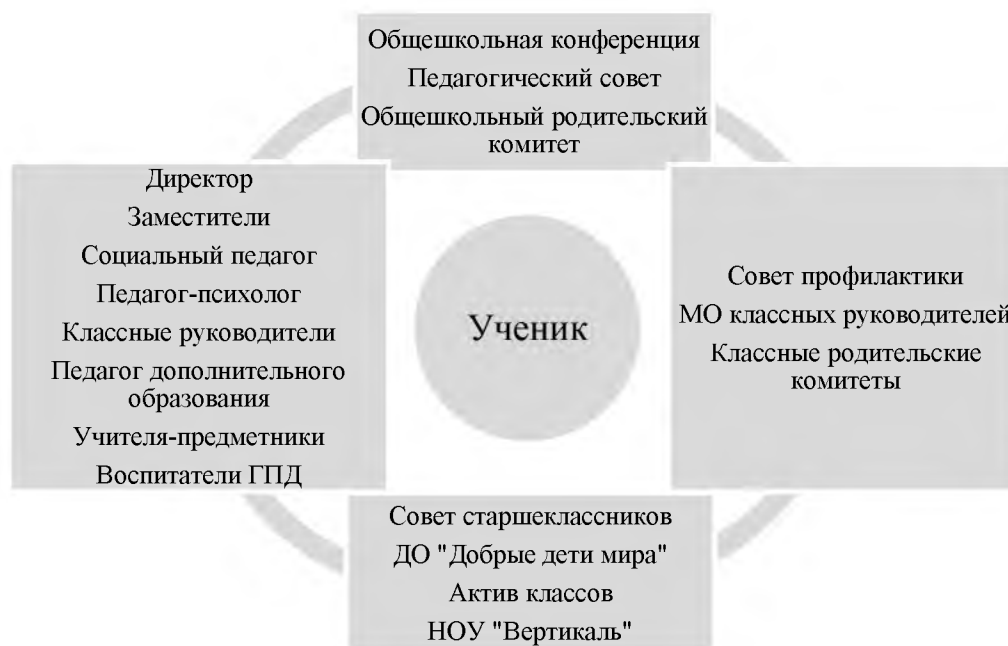 Общешкольная конференция
Педагогический совет
Общешкольный родительский
комитет
Директор
Заместители
Социальный педагог
Педагог-психолог
Классные руководители
Педагог дополнительного
образования
Учителя-предметники
Воспитатели ГПД
Ученик
Совет профилактики
МО классных руководителей
Классные родительские
комитеты
Совет старшеклассников
ДО "Добрые дети мира"
Актив классов
НОУ "Вертикаль"